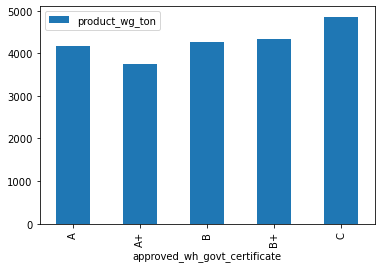 product_wg_ton
5000
4000
3000
2000
1000
0
A
A+
B
B+
C
approved_wh_govt_certificate